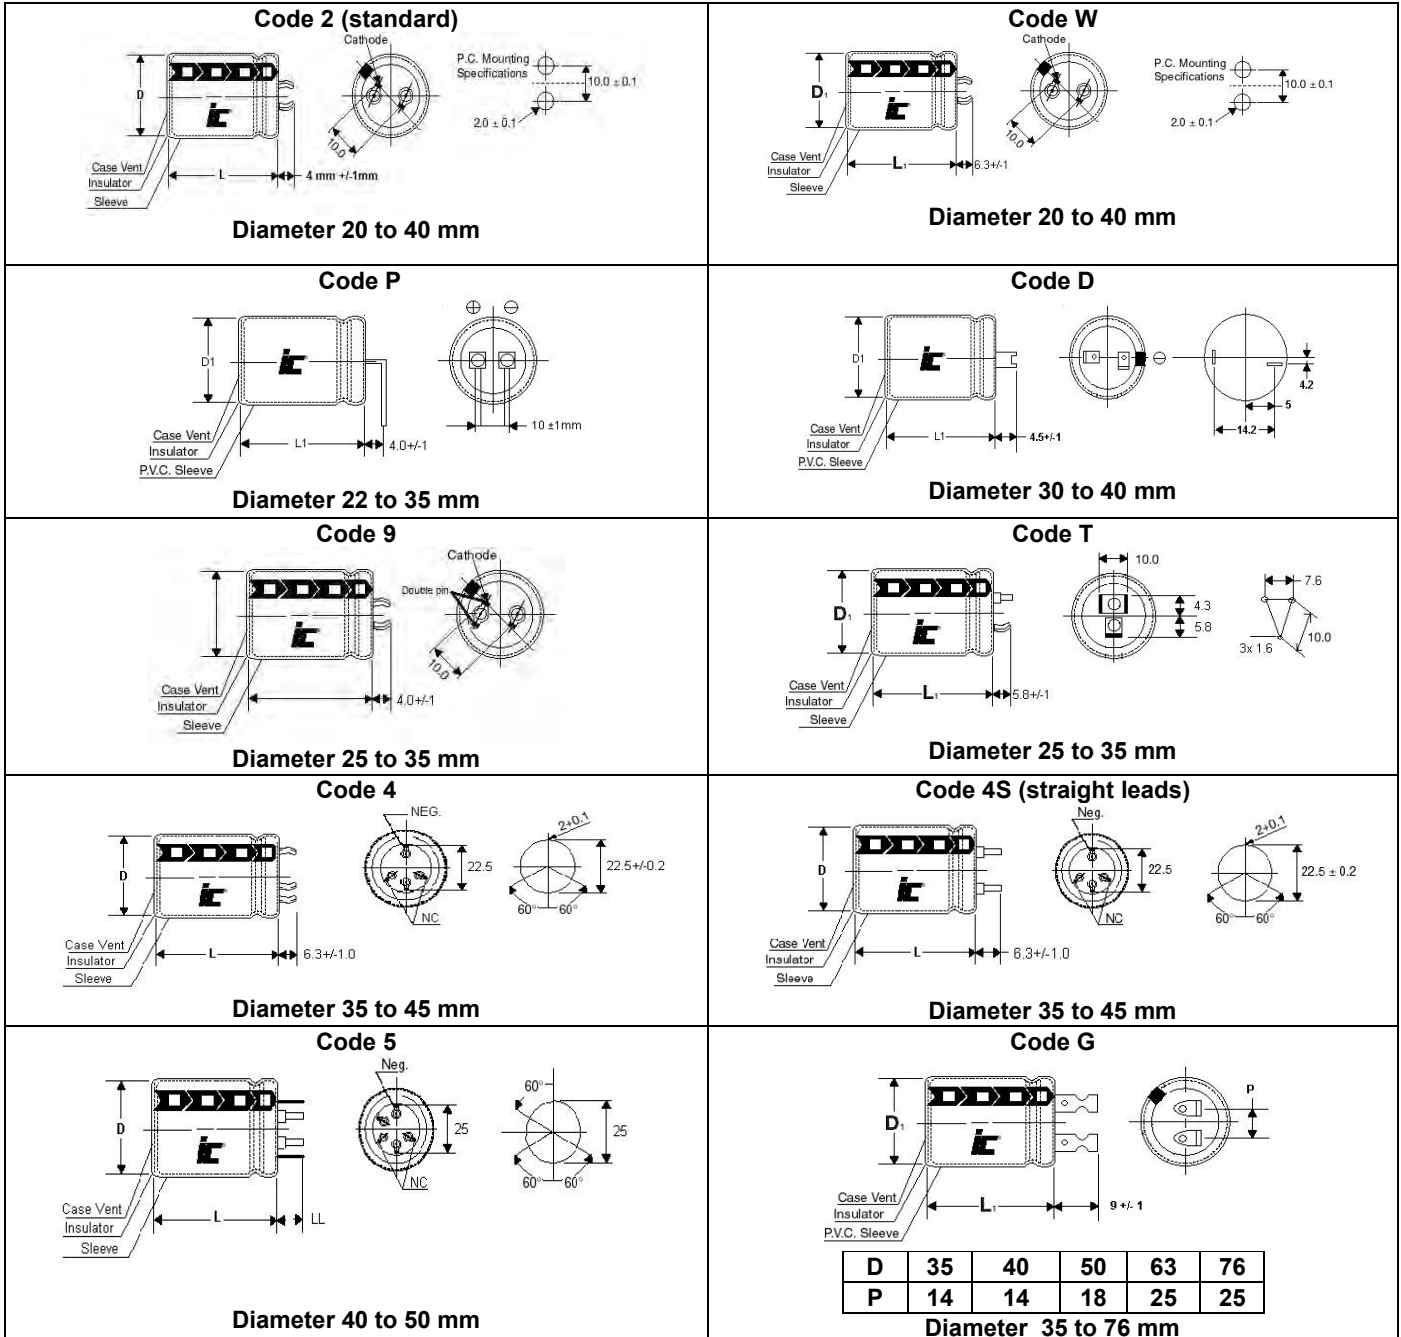 Code 2 (standard)
Cathode
P.C. Mounting
Specifications
10.0 ± 0.1
2.0 ± 0.1
D
ic
10.0
Case Vent
Insulator
Sleeve
L
4 mm +/-1mm
Diameter 20 to 40 mm
Code W
Cathode
P.C. Mounting
Specifications
10.0 ± 0.1
2.0 ± 0.1
D1
ic
10.0
Case Vent
Insulator
Sleeve
L1
6.3+/-1
Diameter 20 to 40 mm
Code P
⊕ ⊖
D1
ic
10 ±1mm
Case Vent
Insulator
P.V.C. Sleeve
L1
4.0+/-1
Diameter 22 to 35 mm
Code D
D1
ic
⊖
4.2
5
14.2
Case Vent
Insulator
P.V.C. Sleeve
L1
4.5+/-1
Diameter 30 to 40 mm
Code 9
Cathode
Double pin
ic
10.0
Case Vent
Insulator
Sleeve
4.0+/-1
Diameter 25 to 35 mm
Code T
10.0
7.6
D1
ic
4.3
5.8
10.0
3x 1.6
Case Vent
Insulator
Sleeve
L1
5.8+/-1
Diameter 25 to 35 mm
Code 4
NEG.
2+0.1
D
ic
22.5
22.5+/-0.2
60° 60°
NC
Case Vent
Insulator
Sleeve
L
6.3+/-1.0
Diameter 35 to 45 mm
Code 4S (straight leads)
Neg.
2+0.1
D
ic
22.5
22.5 ± 0.2
60° 60°
NC
Case Vent
Insulator
Sleeve
L
6.3+/-1.0
Diameter 35 to 45 mm
Code 5
Neg.
60°
D
ic
25
25
60° 60°
NC
Case Vent
Insulator
Sleeve
L
LL
Diameter 40 to 50 mm
Code G
P
D1
ic
Case Vent
Insulator
P.V.C. Sleeve
L1
9 +/- 1
D 35 40 50 63 76
P 14 14 18 25 25
Diameter 35 to 76 mm